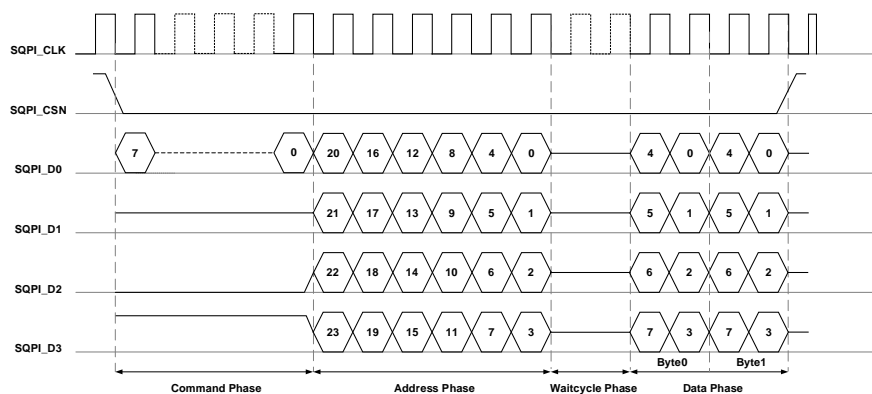 SQPI_CLK
SQPI_CSN
7 0 20 16 12 8 4 0 4 0 4 0
SQPI_D0
21 17 13 9 5 1 5 1 5 1
SQPI_D1
22 18 14 10 6 2 6 2 6 2
SQPI_D2
23 19 15 11 7 3 7 3 7 3
SQPI_D3
Byte0 Byte1
Command Phase Address Phase Waitcycle Phase Data Phase